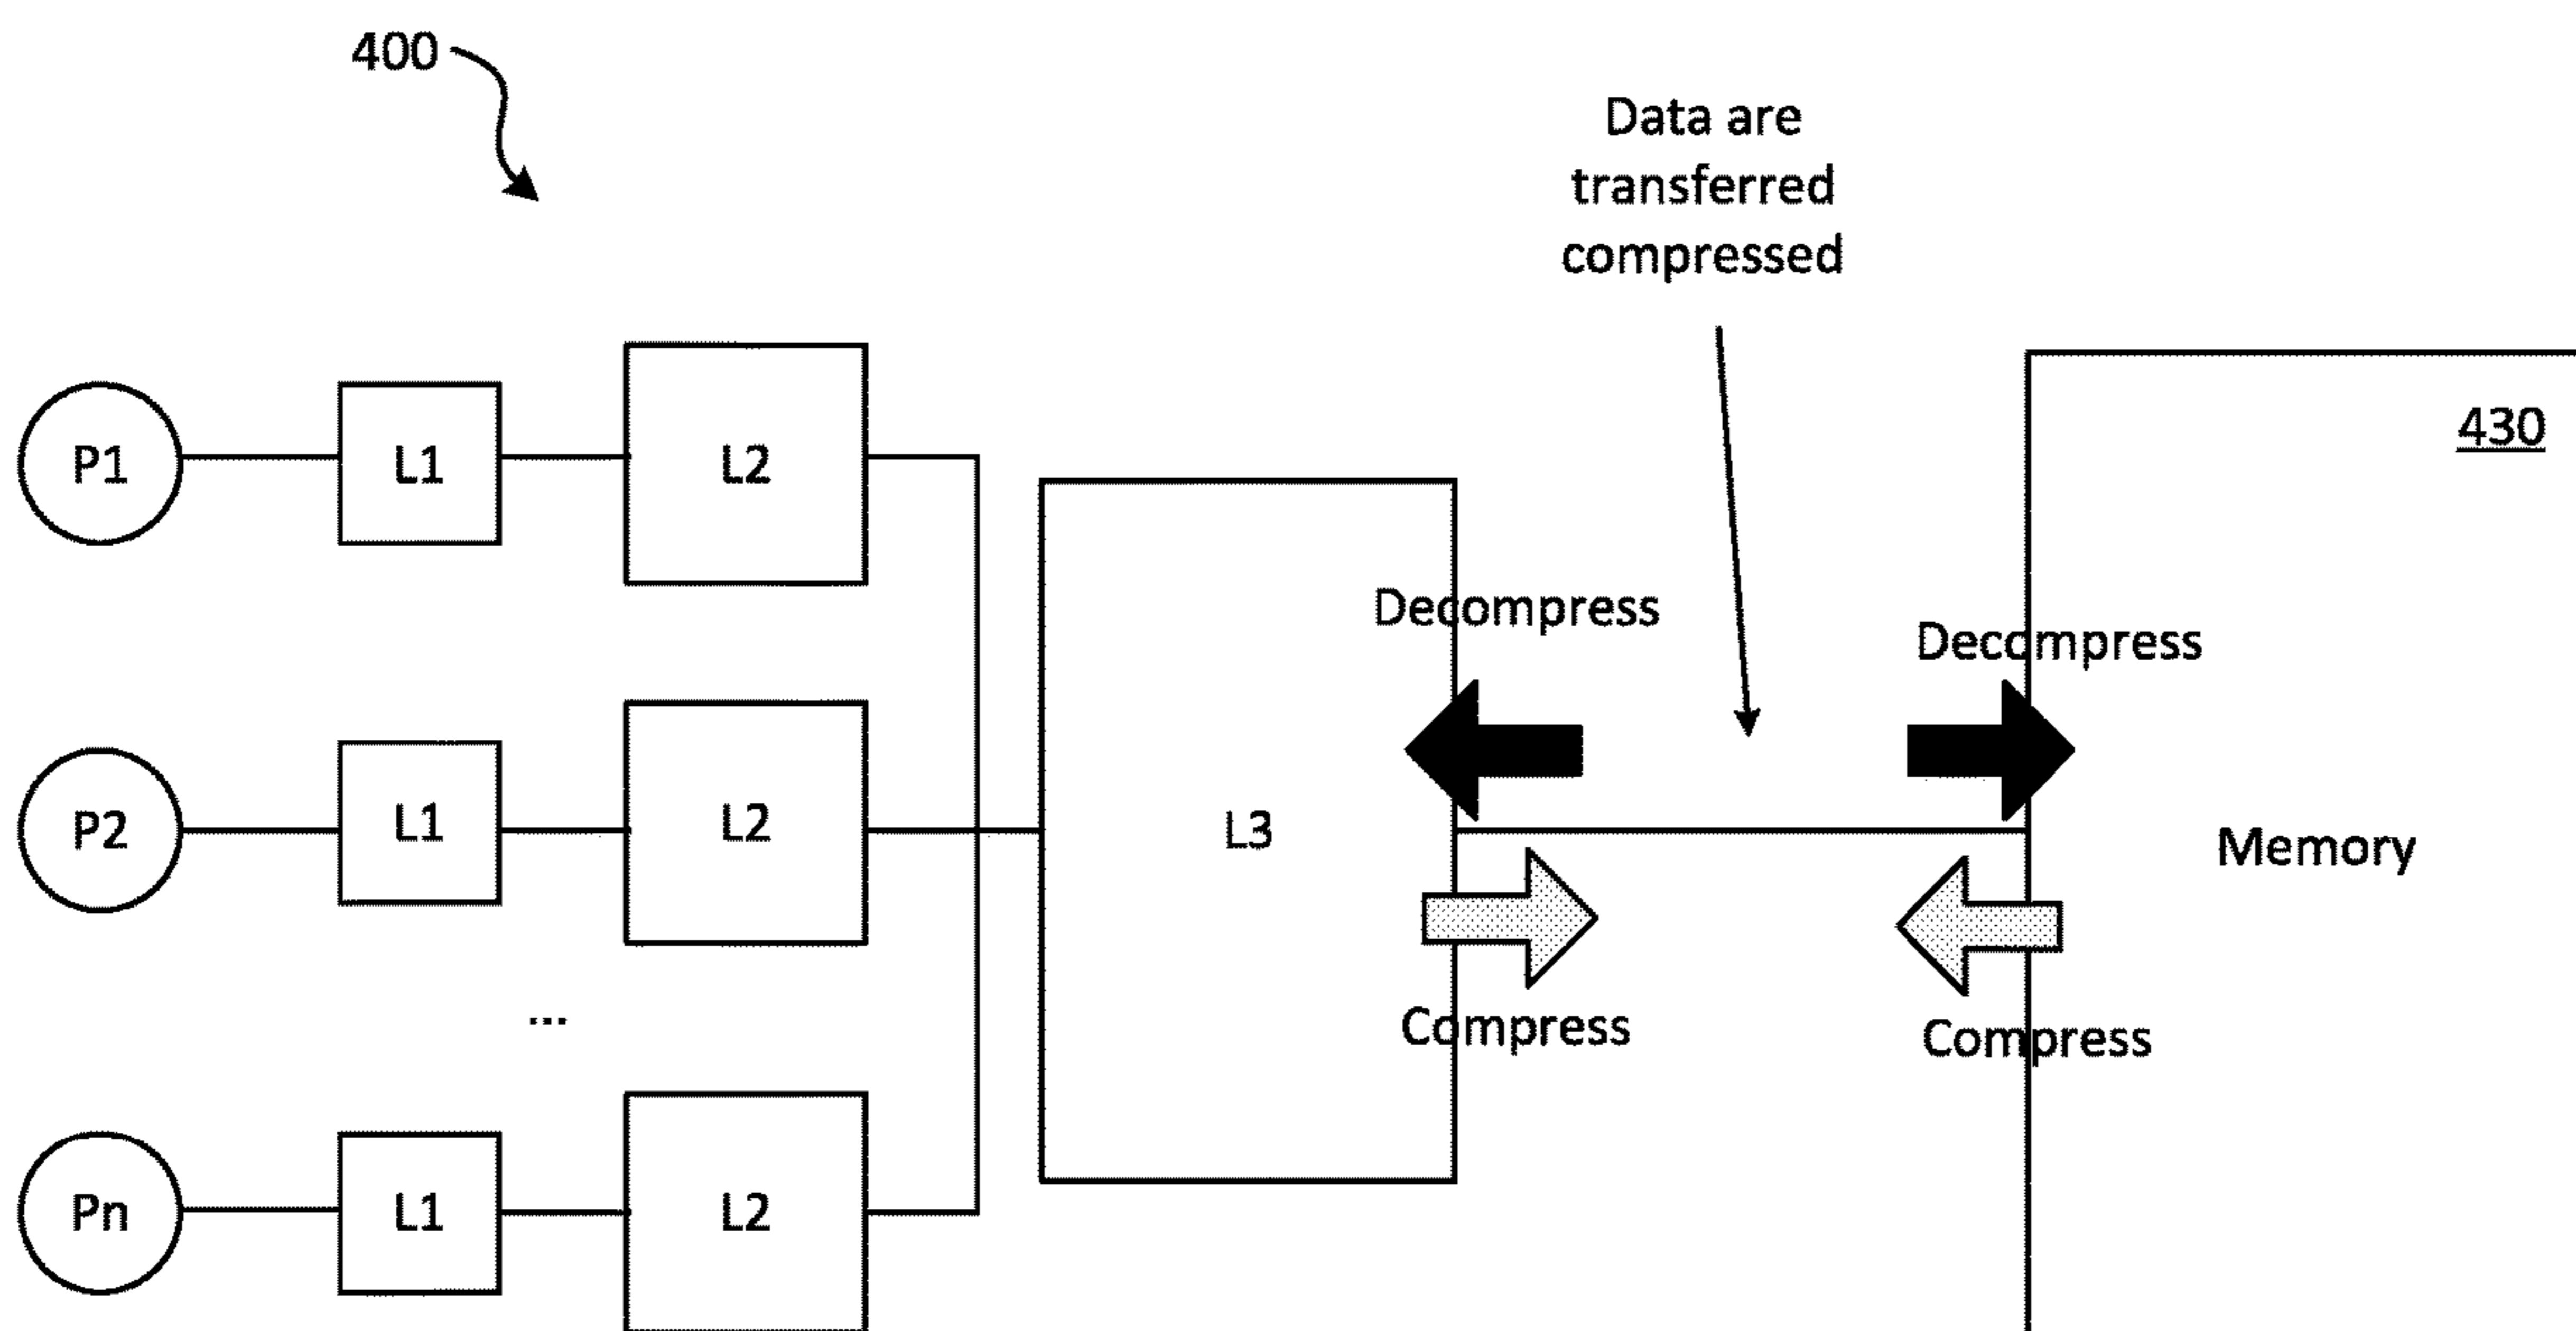 400
Data are
transferred
compressed
430
P1
L1
L2
Decompress
Decompress
P2
L1
L2
L3
Memory
...
Compress
Compress
Pn
L1
L2